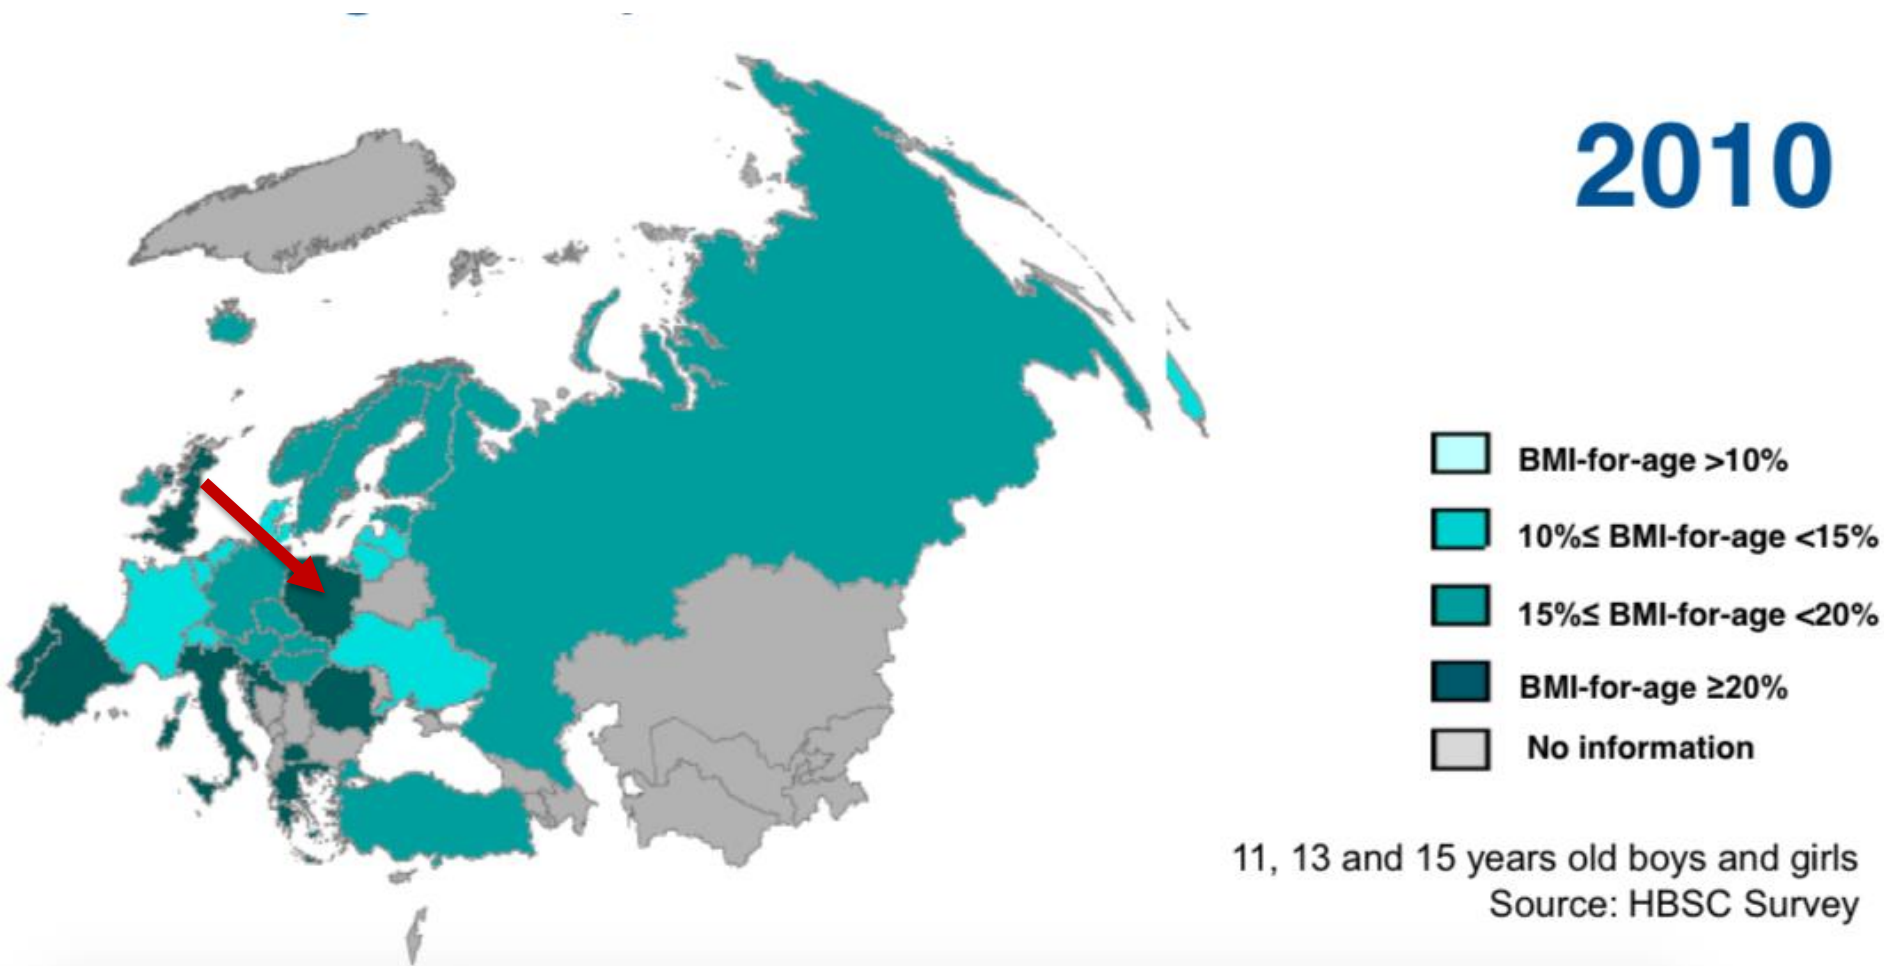 2010
BMI-for-age >10%
10%≤ BMI-for-age <15%
15%≤ BMI-for-age <20%
BMI-for-age ≥20%
No information
11, 13 and 15 years old boys and girls
Source: HBSC Survey